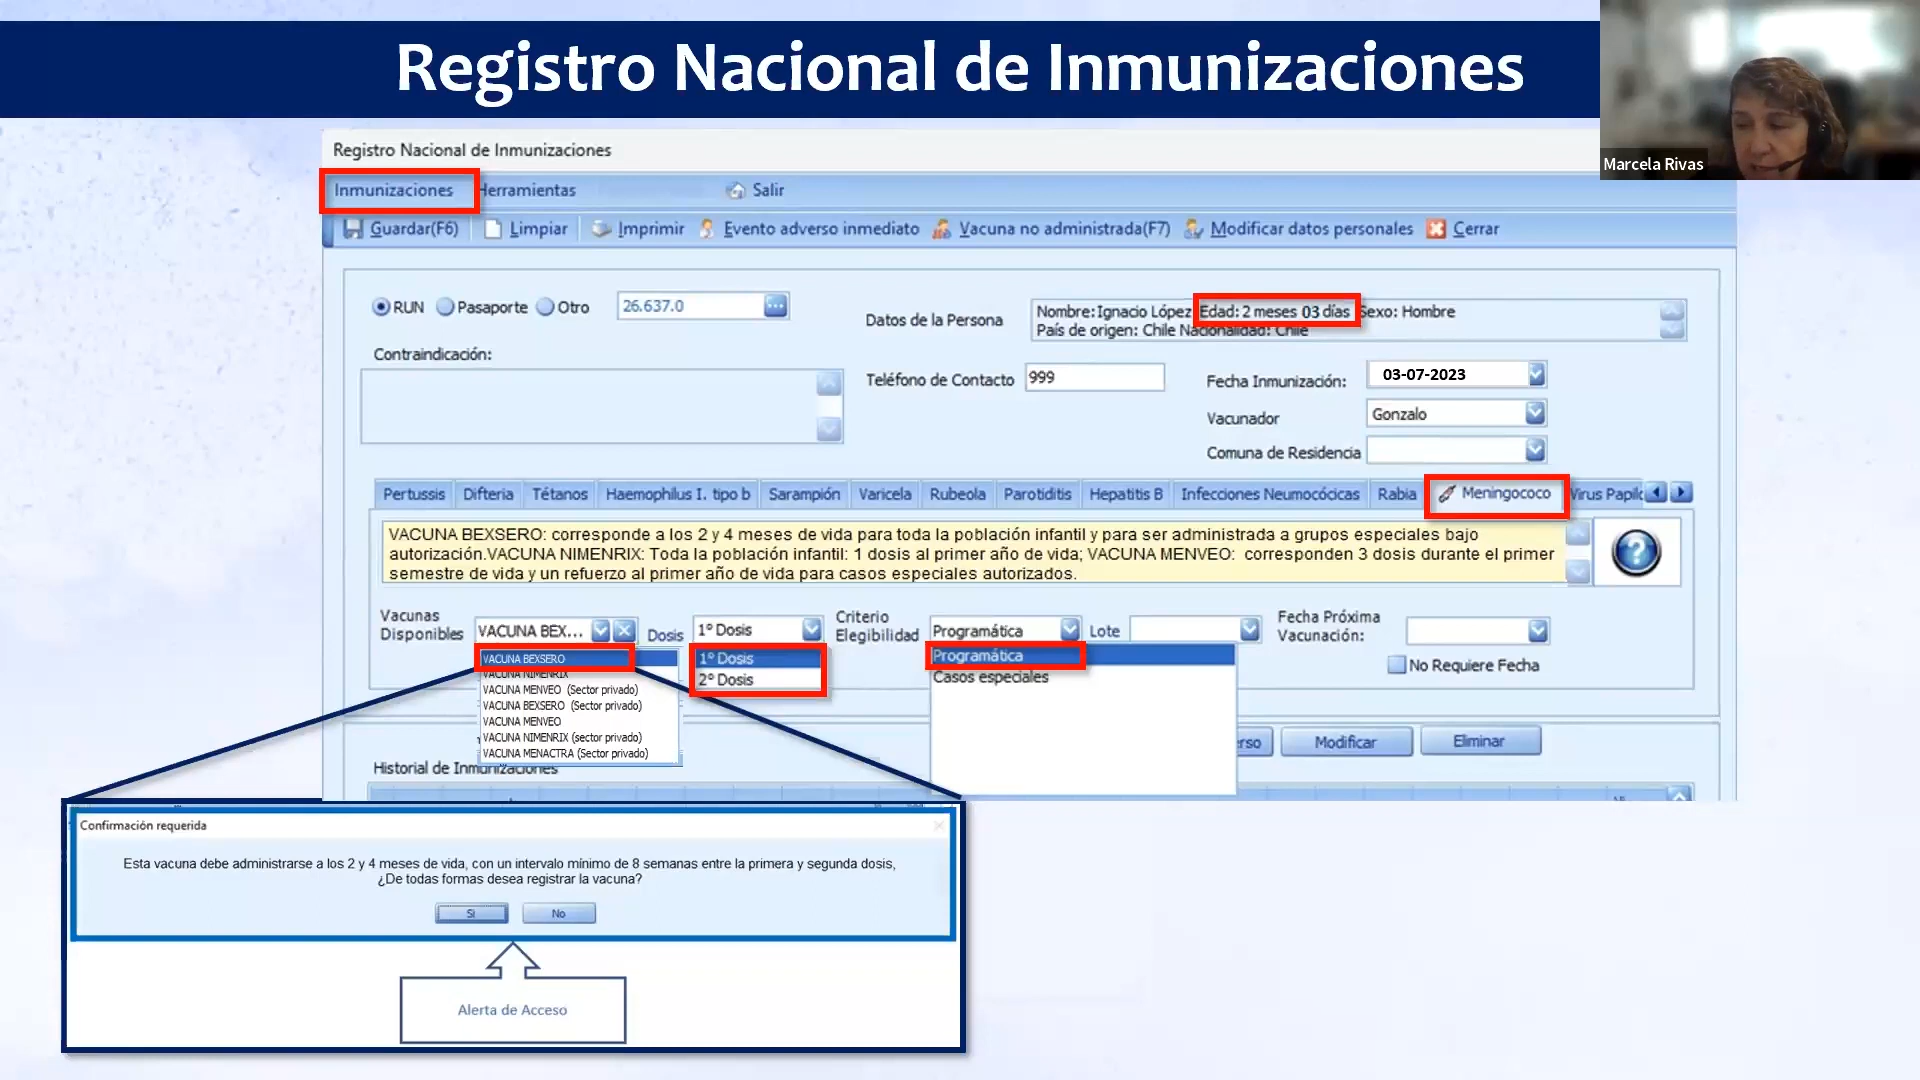 Registro Nacional de Inmunizaciones
Marcela Rivas
Registro Nacional de Inmunizaciones
Inmunizaciones Herramientas Salir
Guardar(F6) Limpiar Imprimir Evento adverso inmediato Vacuna no administrada(F7) Modificar datos personales Cerrar
RUN Pasaporte Otro 26.637.0
Datos de la Persona
Nombre: Ignacio López Edad: 2 meses 03 días Sexo: Hombre
País de origen: Chile Nacionalidad: Chile
Contraindicación:
Teléfono de Contacto 999
Fecha Inmunización: 03-07-2023
Vacunador Gonzalo
Comuna de Residencia
Pertussis Difteria Tétanos Haemophilus I. tipo b Sarampión Varicela Rubeola Parotiditis Hepatitis B Infecciones Neumocócicas Rabia Meningococo Virus Papilo
VACUNA BEXSERO: corresponde a los 2 y 4 meses de vida para toda la población infantil y para ser administrada a grupos especiales bajo
autorización.VACUNA NIMENRIX: Toda la población infantil: 1 dosis al primer año de vida; VACUNA MENVEO: corresponden 3 dosis durante el primer
semestre de vida y un refuerzo al primer año de vida para casos especiales autorizados.
Vacunas
Disponibles
VACUNA BEX...
Dosis
1º Dosis
Criterio
Elegibilidad
Programática
Lote
Fecha Próxima
Vacunación:
No Requiere Fecha
VACUNA BEXSERO
VACUNA NIMENRIX
VACUNA MENVEO (Sector privado)
VACUNA BEXSERO (Sector privado)
VACUNA MENVEO
VACUNA NIMENRIX (sector privado)
VACUNA MENACTRA (Sector privado)
1º Dosis
2º Dosis
Programática
Casos especiales
Modificar Eliminar
Historial de Inmunizaciones
Confirmación requerida
Esta vacuna debe administrarse a los 2 y 4 meses de vida, con un intervalo mínimo de 8 semanas entre la primera y segunda dosis,
¿De todas formas desea registrar la vacuna?
Si No
Alerta de Acceso